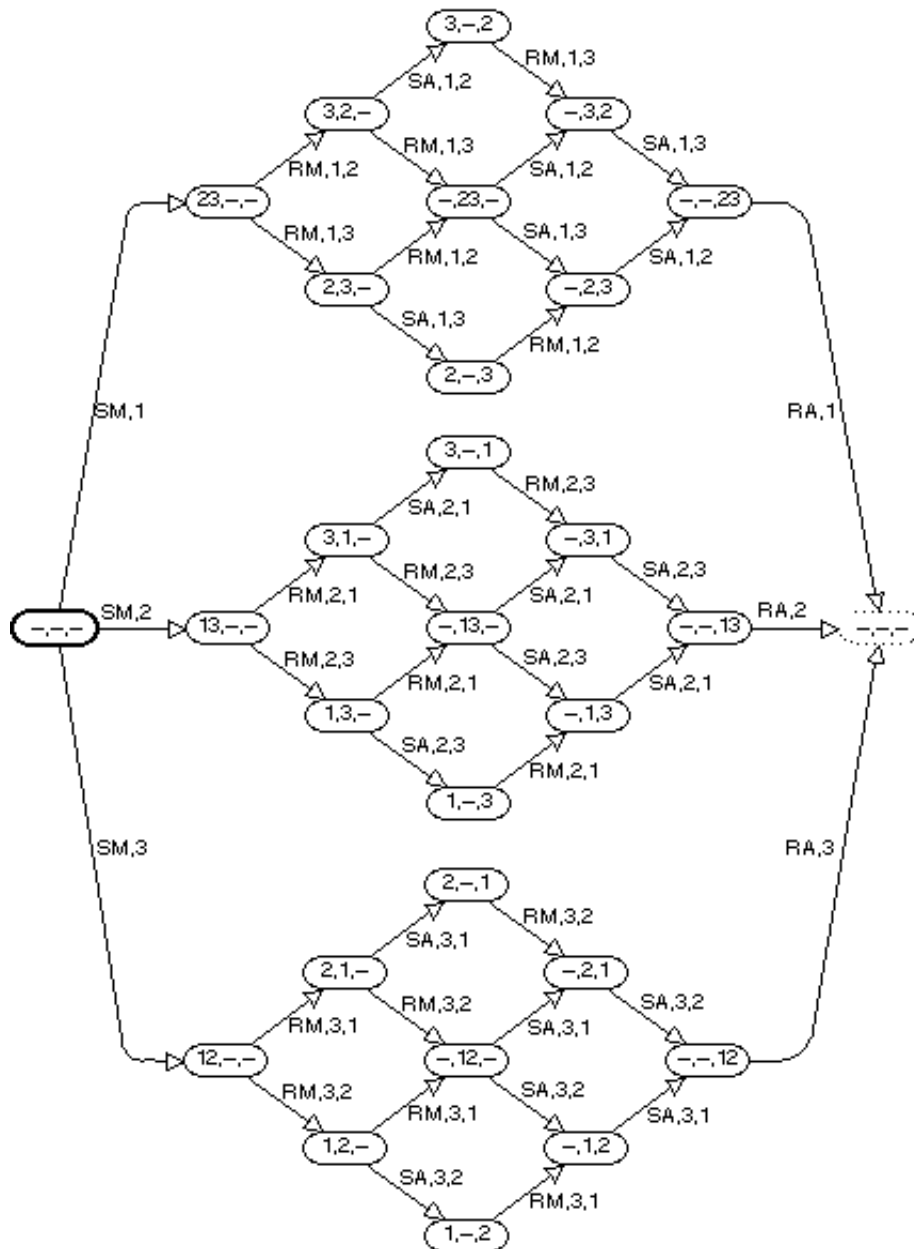 3,–,2
RM,1,3
SA,1,2
3,2,–
–,3,2
RM,1,3
SA,1,3
RM,1,2
SA,1,2
23,–,–
–,23,–
–,–,23
RM,1,3
SA,1,3
RM,1,2
SA,1,2
2,3,–
–,2,3
SA,1,3
RM,1,2
2,–,3
SM,1
RA,1
3,–,1
RM,2,3
SA,2,1
3,1,–
–,3,1
RM,2,3
SA,2,3
RM,2,1
SA,2,1
–,–,–
SM,2
13,–,–
–,13,–
–,–,13
RA,2
–,–,–
RM,2,3
SA,2,3
RM,2,1
SA,2,1
1,3,–
–,1,3
SA,2,3
RM,2,1
1,–,3
SM,3
RA,3
2,–,1
RM,3,2
SA,3,1
2,1,–
–,2,1
RM,3,2
SA,3,2
RM,3,1
SA,3,1
12,–,–
–,12,–
–,–,12
RM,3,2
SA,3,2
RM,3,1
SA,3,1
1,2,–
–,1,2
SA,3,2
RM,3,1
1,–,2